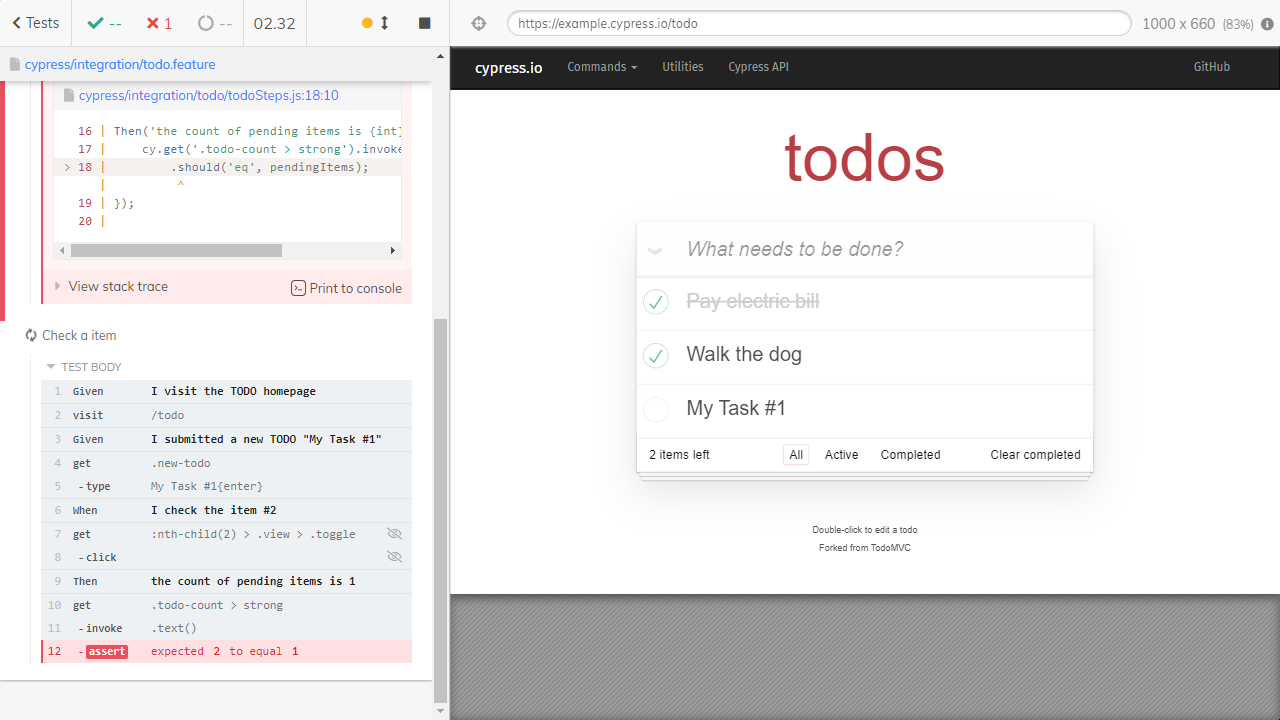 Tests
--
1
--
02.32
https://example.cypress.io/todo
1000 x 660 (83%)
cypress/integration/todo.feature
cypress/integration/todo/todoSteps.js:18:10
16 | Then('the count of pending items is {int}
17 | cy.get('.todo-count > strong').invoke
> 18 | .should('eq', pendingItems);
| ^
19 | });
20 |
View stack trace
Print to console
Check a item
TEST BODY
1 Given I visit the TODO homepage
2 visit /todo
3 Given I submitted a new TODO "My Task #1"
4 get .new-todo
5 -type My Task #1{enter}
6 When I check the item #2
7 get :nth-child(2) > .view > .toggle
8 -click
9 Then the count of pending items is 1
10 get .todo-count > strong
11 -invoke .text()
12 -assert expected 2 to equal 1
cypress.io
Commands
Utilities
Cypress API
GitHub
todos
What needs to be done?
Pay electric bill
Walk the dog
My Task #1
2 items left
All
Active
Completed
Clear completed
Double-click to edit a todo
Forked from TodoMVC